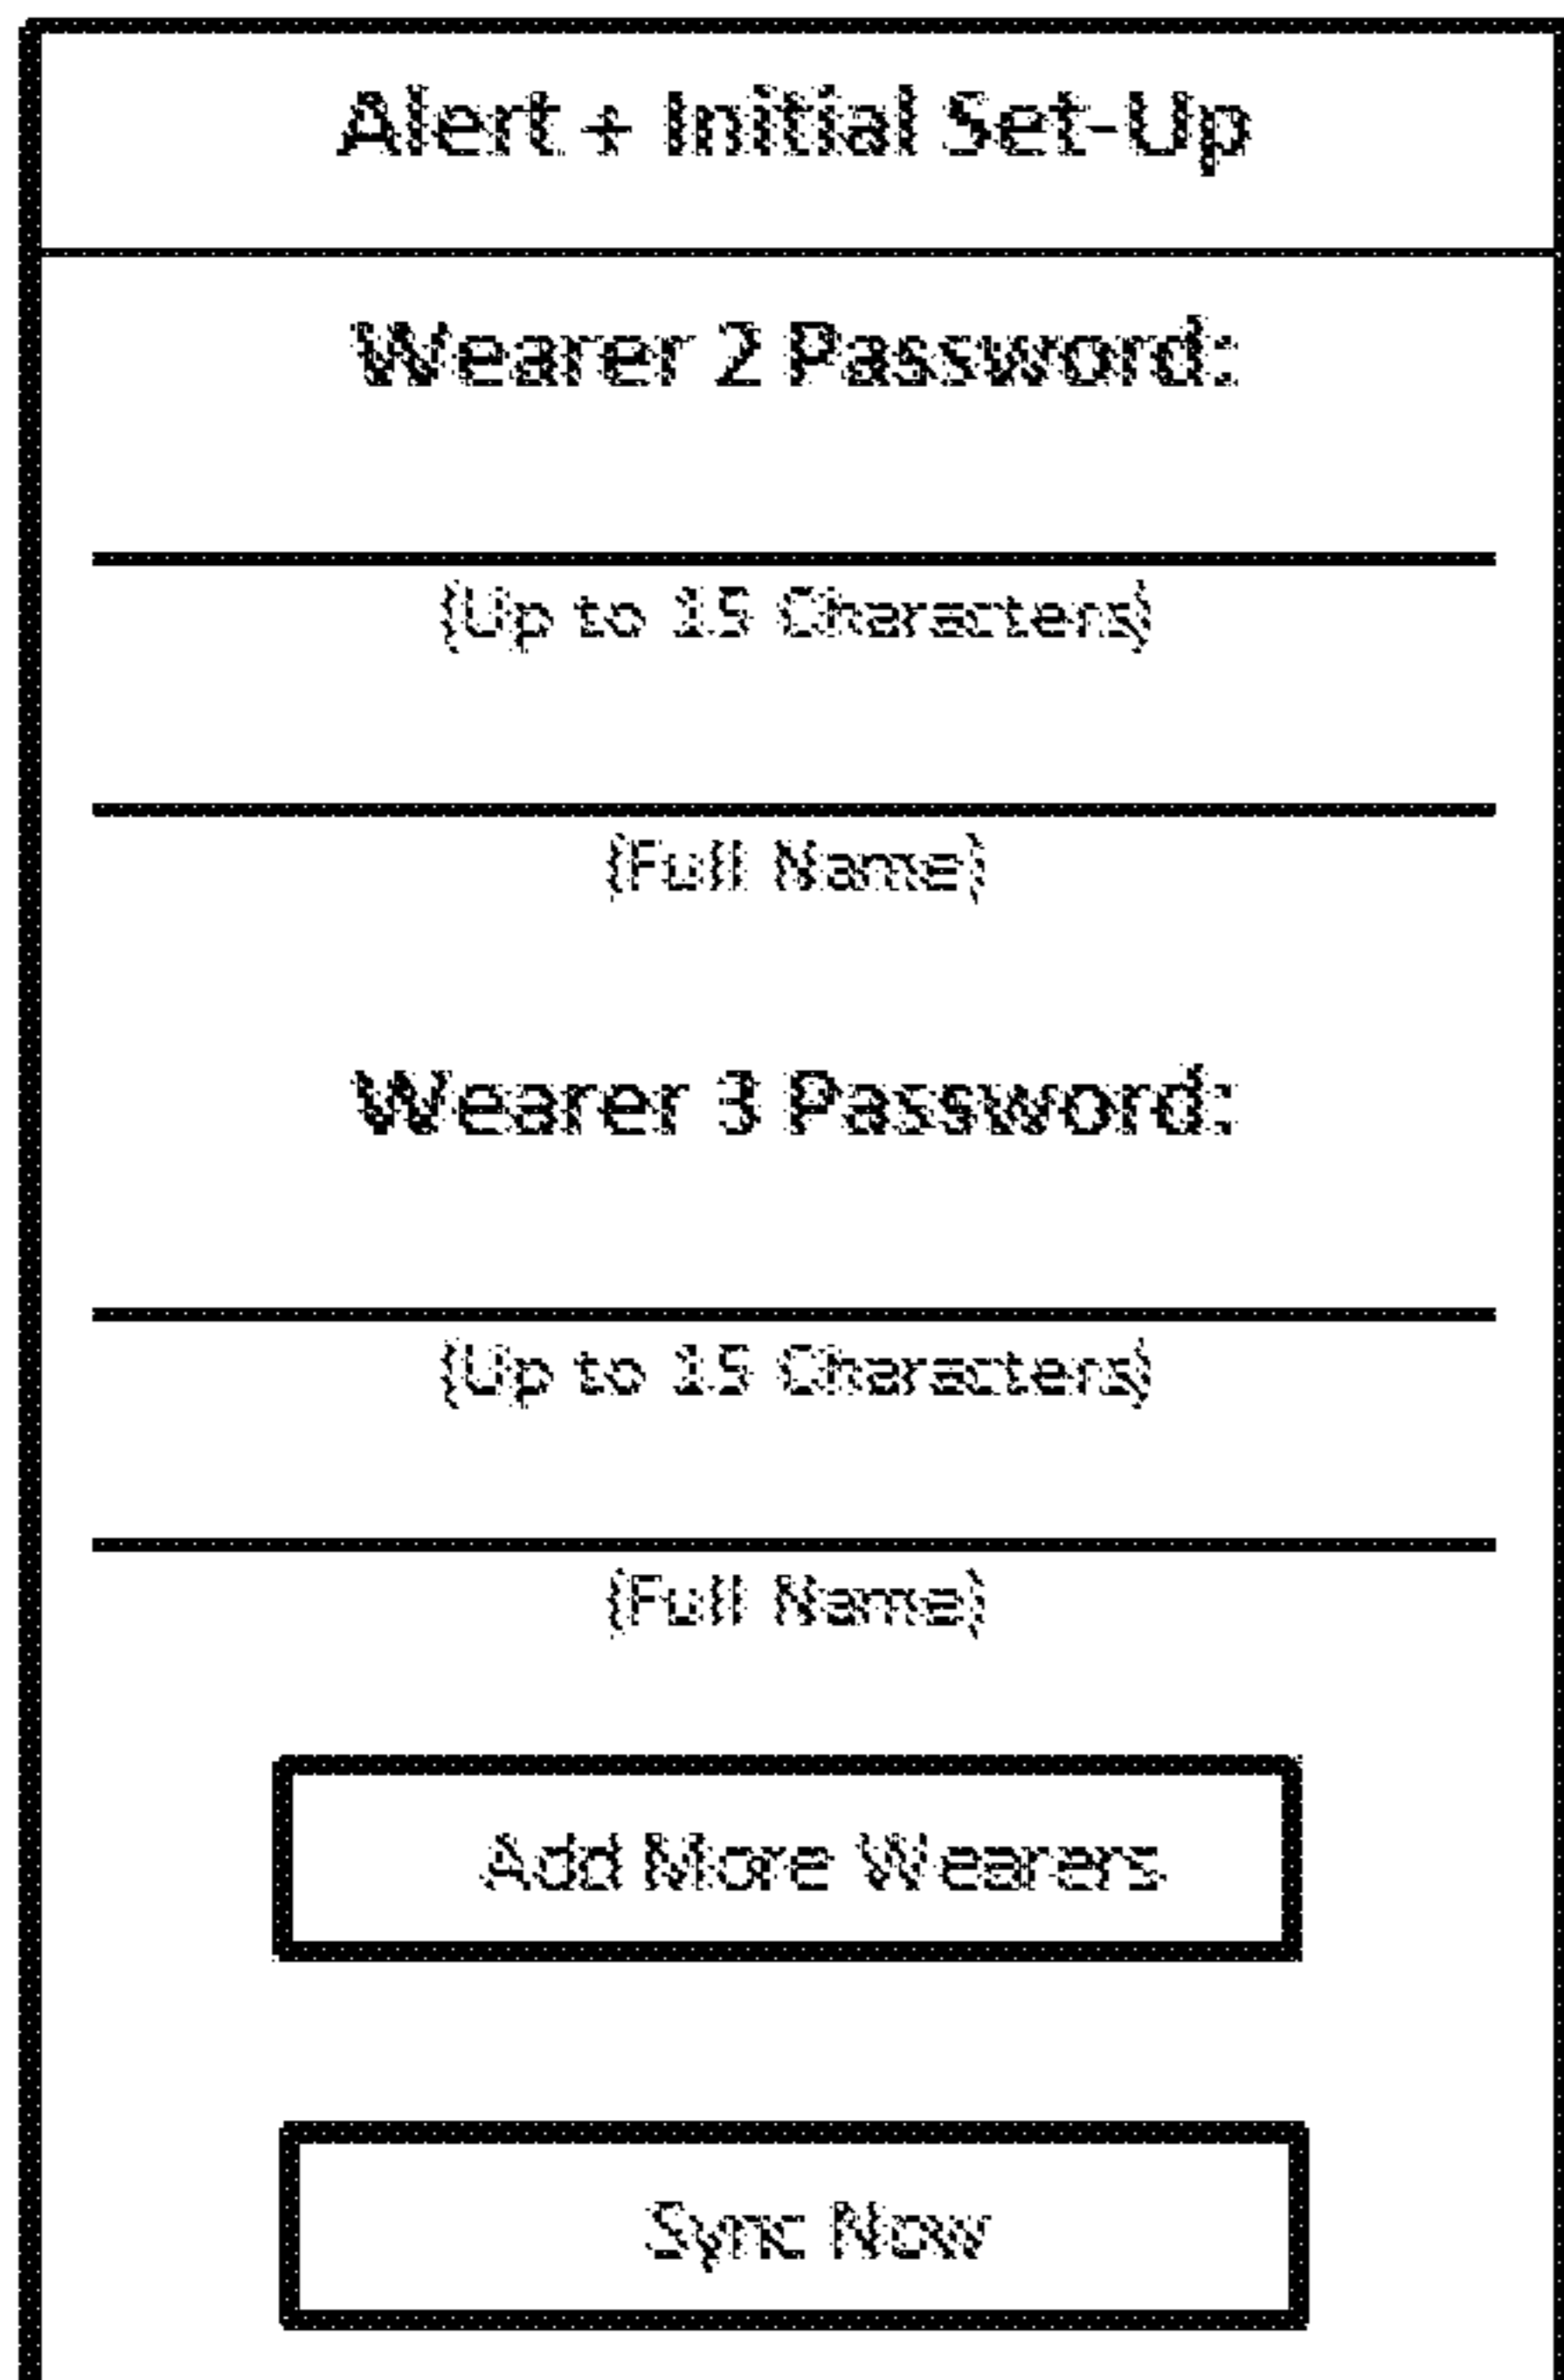 Alert + Initial Set-Up
Wearer 2 Password:
(Up to 15 Characters)
(Full Name)
Wearer 3 Password:
(Up to 15 Characters)
(Full Name)
Add More Wearers
Sync Now